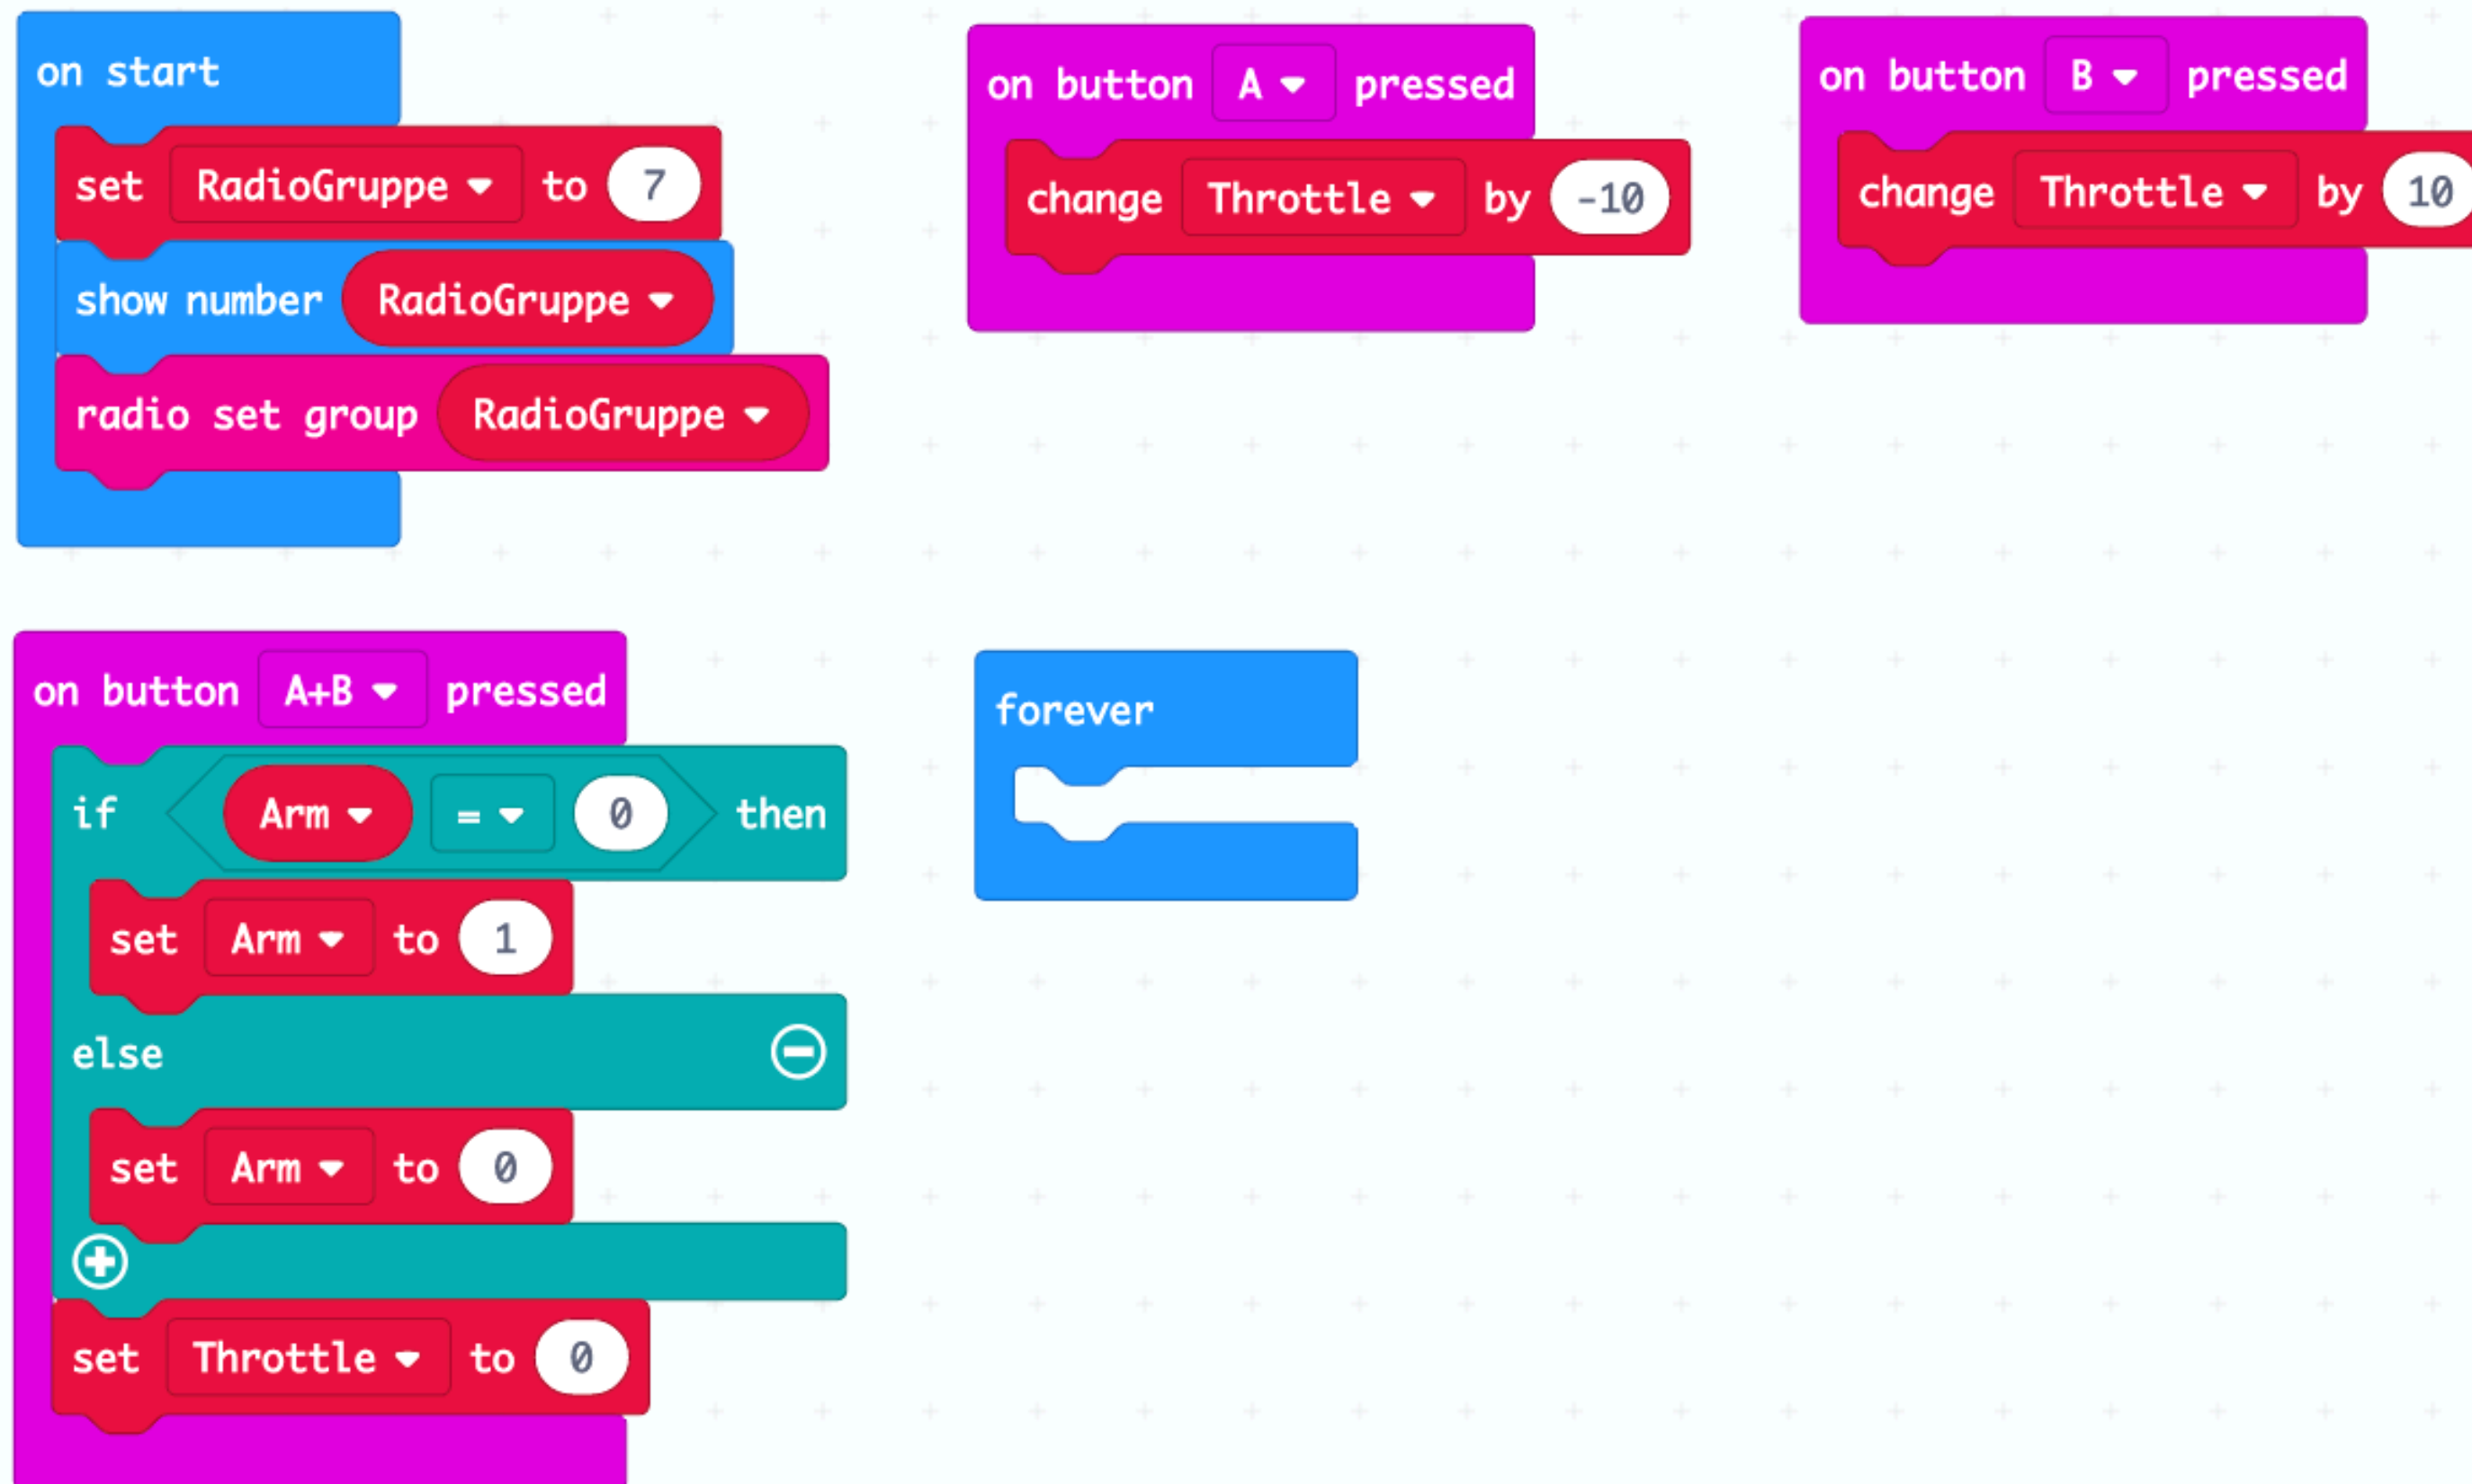 on start
set RadioGruppe to 7
show number RadioGruppe
radio set group RadioGruppe
on button A pressed
change Throttle by -10
on button B pressed
change Throttle by 10
on button A+B pressed
if Arm = 0 then
set Arm to 1
else
set Arm to 0
set Throttle to 0
forever